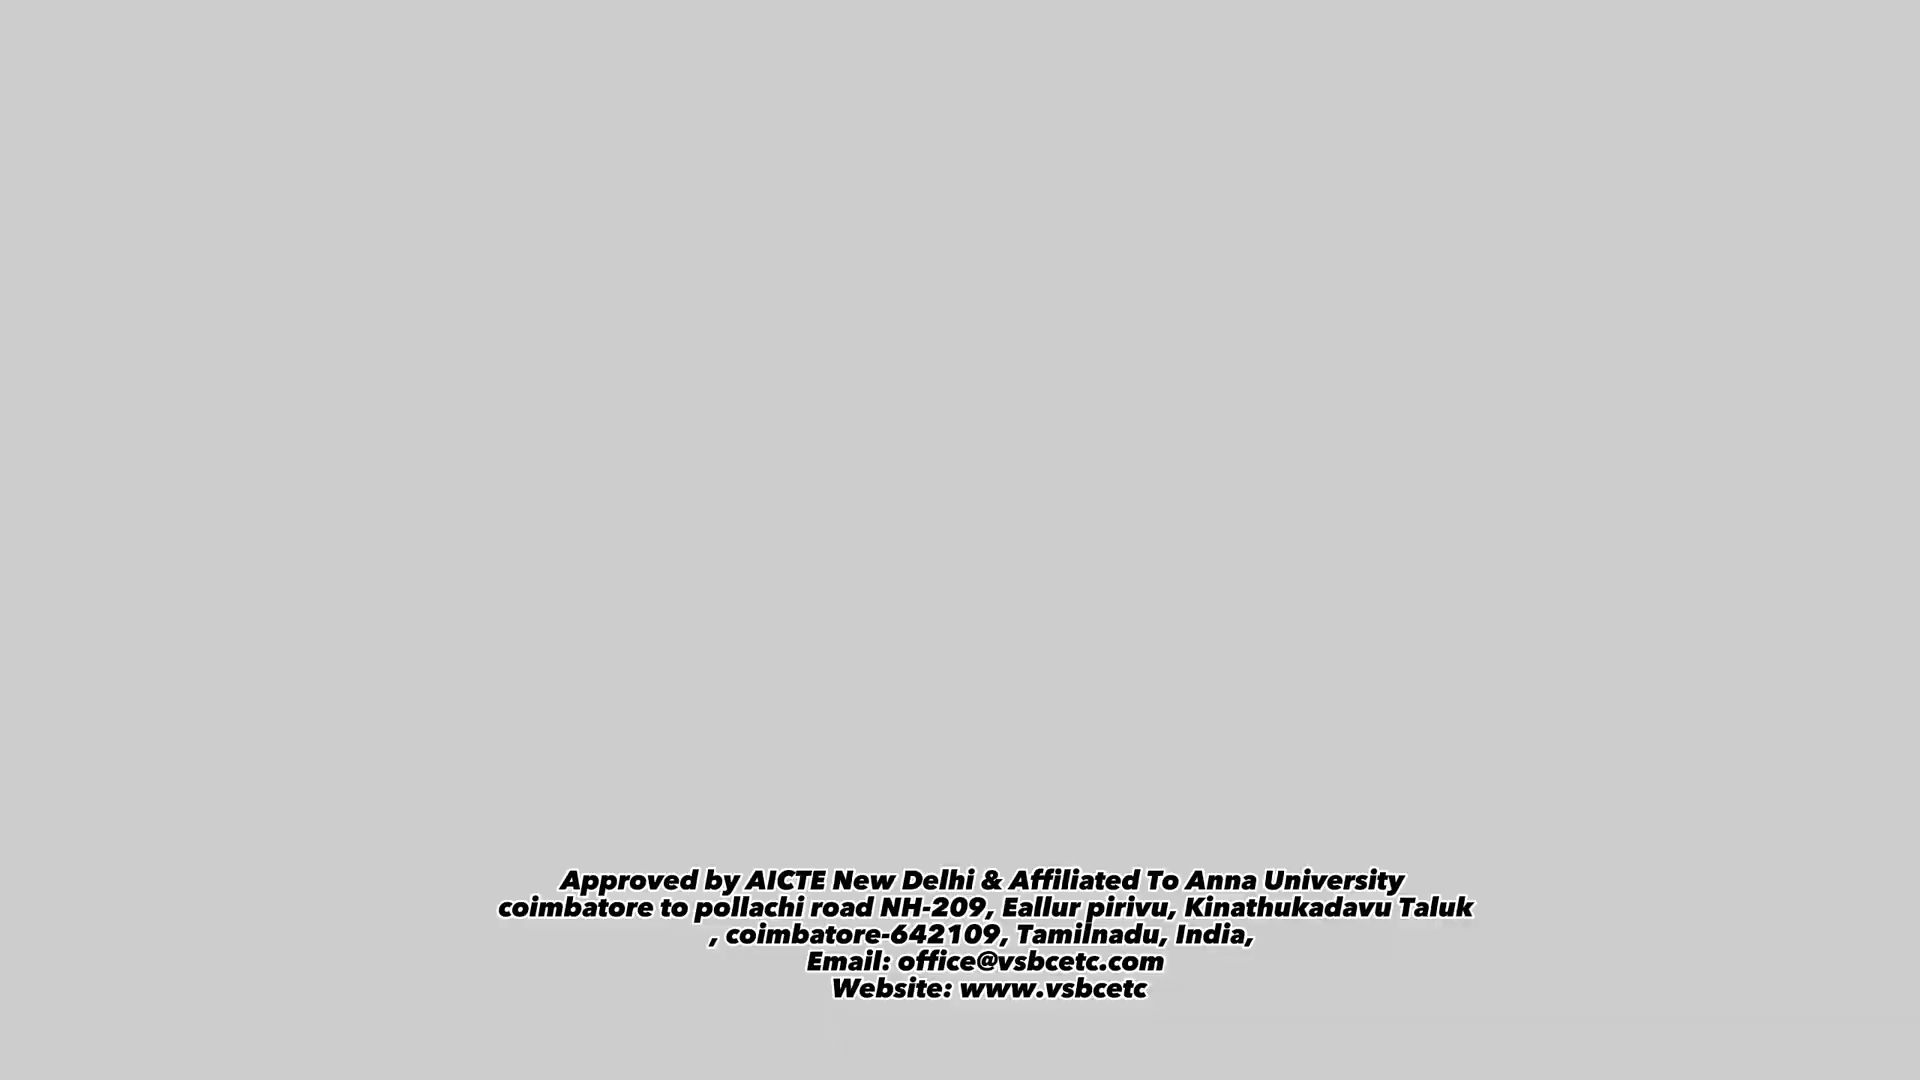 Approved by AICTE New Delhi & Affiliated To Anna University
coimbatore to pollachi road NH-209, Eallur pirivu, Kinathukadavu Taluk
, coimbatore-642109, Tamilnadu, India,
Email: office@vsbcetc.com
Website: www.vsbcetc